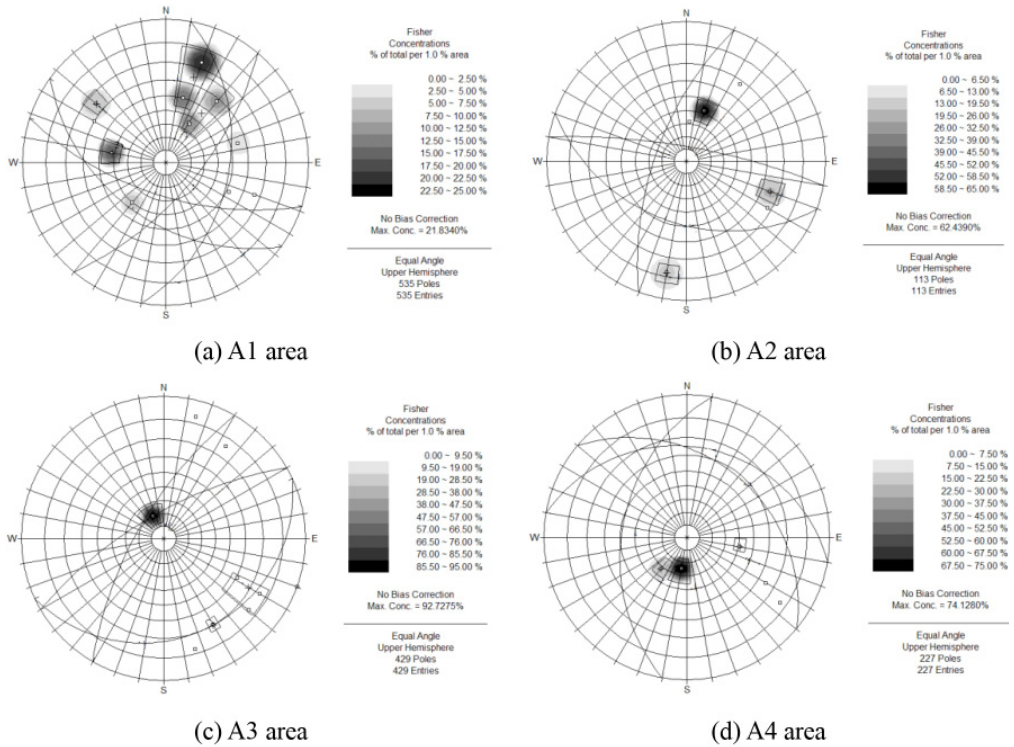 N
W
E
S
Fisher
Concentrations
% of total per 1.0 % area
0.00 ~ 2.50 %
2.50 ~ 5.00 %
5.00 ~ 7.50 %
7.50 ~ 10.00 %
10.00 ~ 12.50 %
12.50 ~ 15.00 %
15.00 ~ 17.50 %
17.50 ~ 20.00 %
20.00 ~ 22.50 %
22.50 ~ 25.00 %
No Bias Correction
Max. Conc. = 21.8340%
Equal Angle
Upper Hemisphere
535 Poles
535 Entries
(a) A1 area
N
W
E
S
Fisher
Concentrations
% of total per 1.0 % area
0.00 ~ 6.50 %
6.50 ~ 13.00 %
13.00 ~ 19.50 %
19.50 ~ 26.00 %
26.00 ~ 32.50 %
32.50 ~ 39.00 %
39.00 ~ 45.50 %
45.50 ~ 52.00 %
52.00 ~ 58.50 %
58.50 ~ 65.00 %
No Bias Correction
Max. Conc. = 62.4390%
Equal Angle
Upper Hemisphere
113 Poles
113 Entries
(b) A2 area
N
W
E
S
Fisher
Concentrations
% of total per 1.0 % area
0.00 ~ 9.50 %
9.50 ~ 19.00 %
19.00 ~ 28.50 %
28.50 ~ 38.00 %
38.00 ~ 47.50 %
47.50 ~ 57.00 %
57.00 ~ 66.50 %
66.50 ~ 76.00 %
76.00 ~ 85.50 %
85.50 ~ 95.00 %
No Bias Correction
Max. Conc. = 92.7275%
Equal Angle
Upper Hemisphere
429 Poles
429 Entries
(c) A3 area
N
W
E
S
Fisher
Concentrations
% of total per 1.0 % area
0.00 ~ 7.50 %
7.50 ~ 15.00 %
15.00 ~ 22.50 %
22.50 ~ 30.00 %
30.00 ~ 37.50 %
37.50 ~ 45.00 %
45.00 ~ 52.50 %
52.50 ~ 60.00 %
60.00 ~ 67.50 %
67.50 ~ 75.00 %
No Bias Correction
Max. Conc. = 74.1280%
Equal Angle
Upper Hemisphere
227 Poles
227 Entries
(d) A4 area